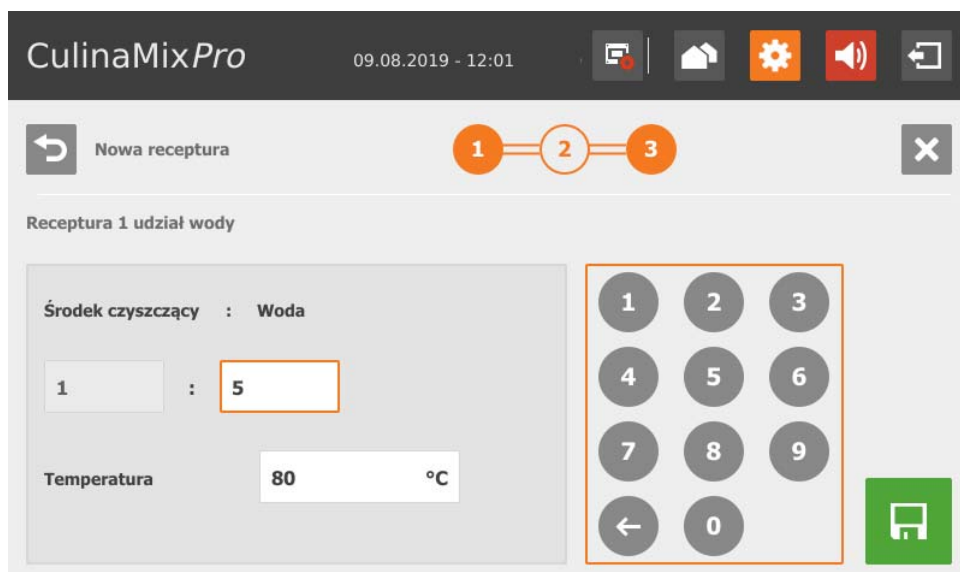 CulinaMixPro 09.08.2019 - 12:01
Nowa receptura 1 2 3
Receptura 1 udział wody
Środek czyszczący : Woda
1 : 5
Temperatura 80 °C
1 2 3
4 5 6
7 8 9
0